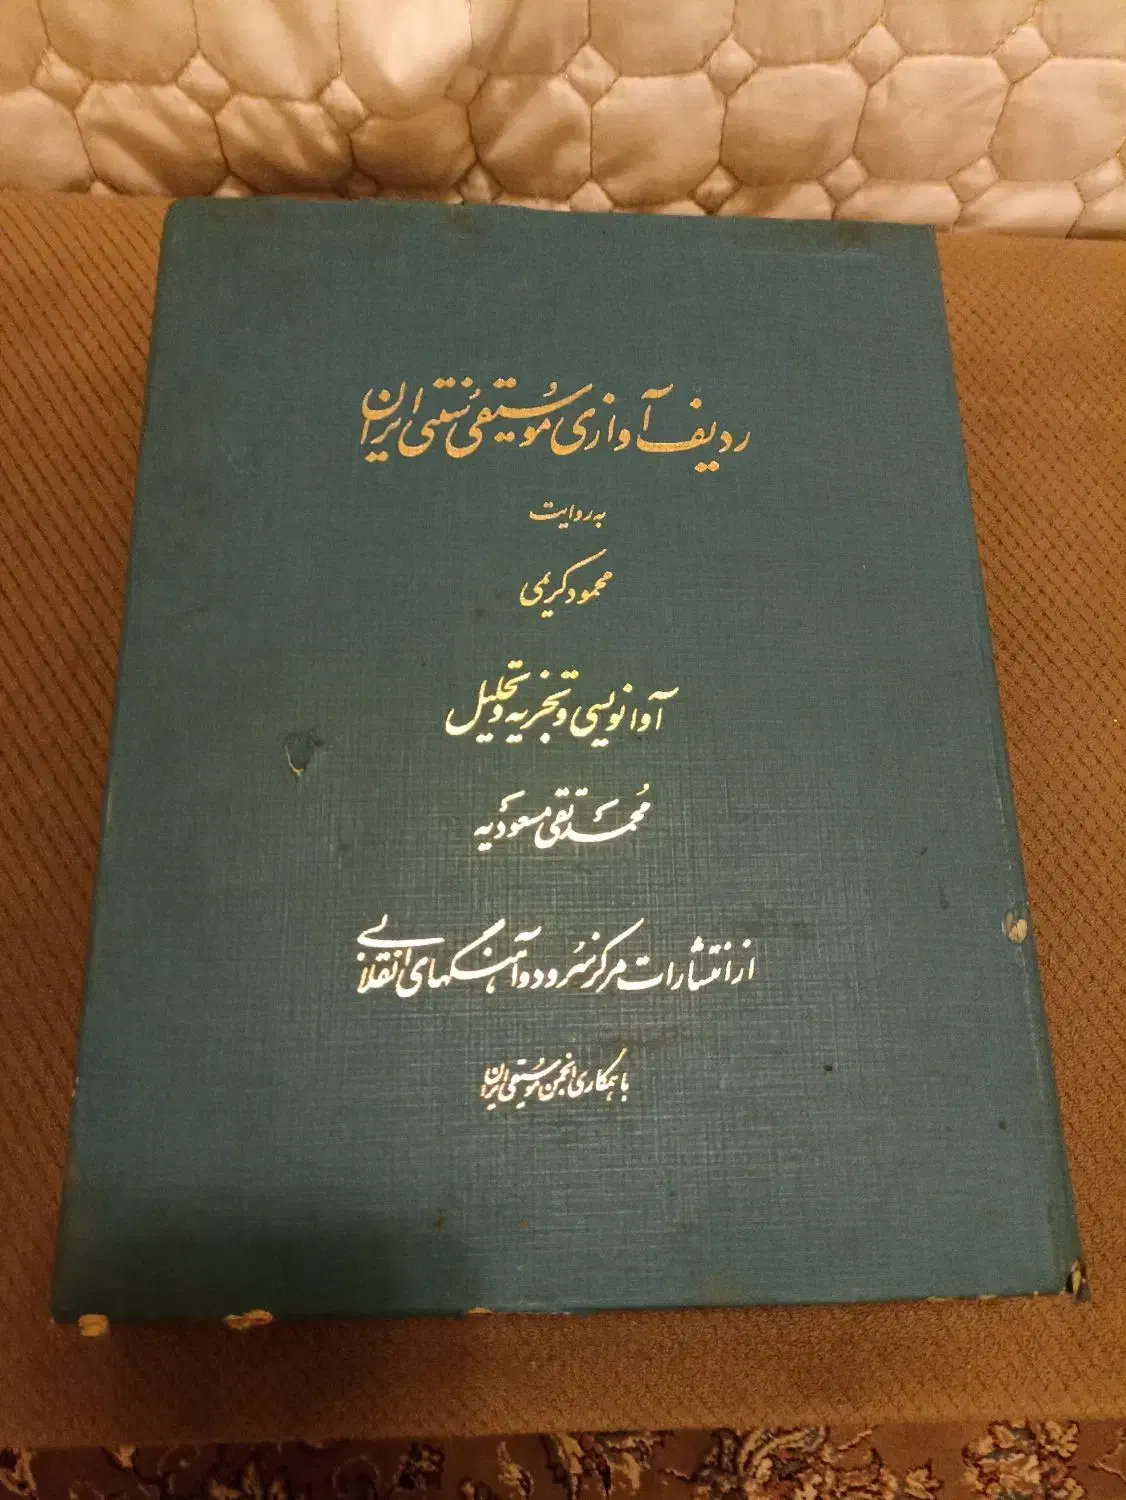 ردیف آوازی موسیقی سنتی ایران
به روایت
محمود کریمی
آوانویسی و تجزیه و تحلیل
محمد تقی مسعودیه
از انتشارات مرکز سرود و آهنگهای انقلابی
با همکاری انجمن موسیقی ایران